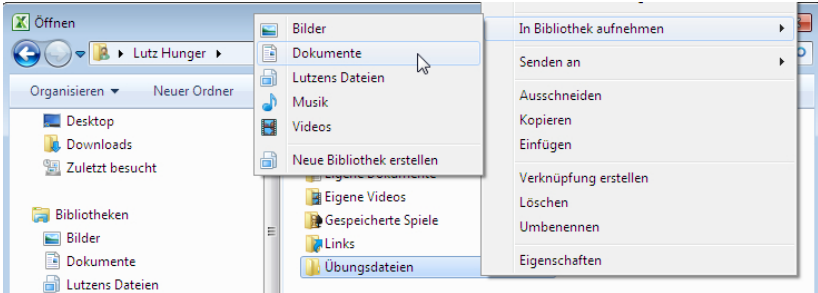 Öffnen
Lutz Hunger
Organisieren
Neuer Ordner
Desktop
Downloads
Zuletzt besucht
Bibliotheken
Bilder
Dokumente
Lutzens Dateien
Bilder
Dokumente
Lutzens Dateien
Musik
Videos
Neue Bibliothek erstellen
Eigene Dokumente
Eigene Videos
Gespeicherte Spiele
Links
Übungsdateien
In Bibliothek aufnehmen
Senden an
Ausschneiden
Kopieren
Einfügen
Verknüpfung erstellen
Löschen
Umbenennen
Eigenschaften